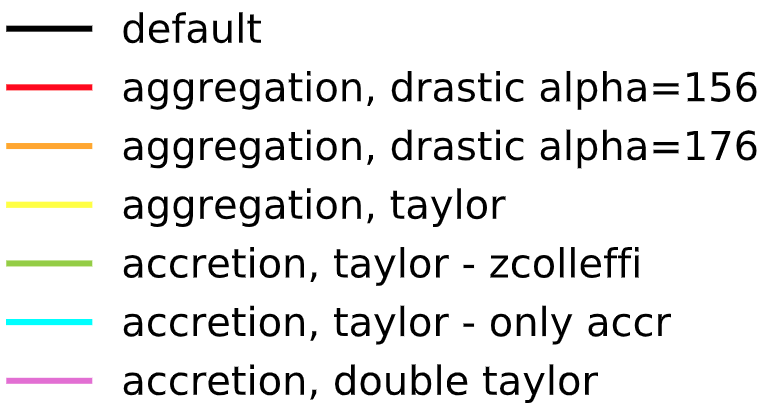 default
aggregation, drastic alpha=156
aggregation, drastic alpha=176
aggregation, taylor
accretion, taylor - zcolleffi
accretion, taylor - only accr
accretion, double taylor